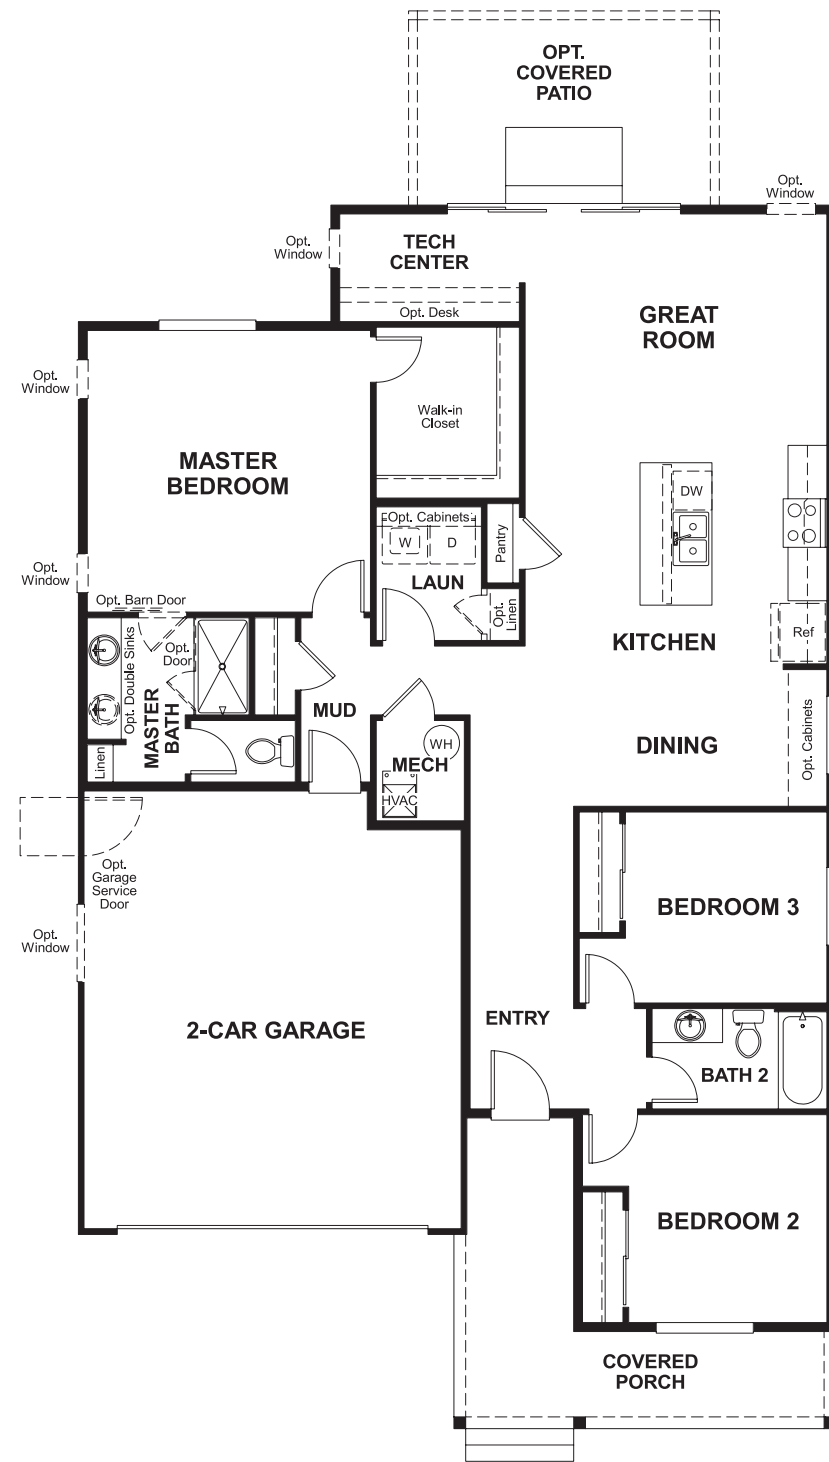 OPT.
COVERED
PATIO
Opt.
Window
Opt.
Window
TECH
CENTER
Opt. Desk
GREAT
ROOM
Opt.
Window
Walk-in
Closet
MASTER
BEDROOM
DW
Opt. Cabinets
W
D
Pantry
LAUN
Opt.
Linen
Opt.
Window
Opt. Barn Door
Opt. Double Sinks
Opt.
Door
KITCHEN
Ref
MASTER
BATH
MUD
Linen
WH
MECH
HVAC
DINING
Opt. Cabinets
Opt.
Garage
Service
Door
Opt.
Window
BEDROOM 3
2-CAR GARAGE
ENTRY
BATH 2
BEDROOM 2
COVERED
PORCH